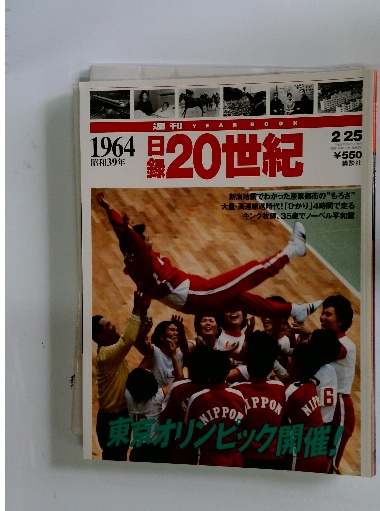 週刊 YEAR BOOK
1964
昭和39年
日録20世紀
2 25
¥550
講談社
新潟地震でわかった産業都市の"もろさ"
大量・高速輸送時代!「ひかり」4時間で走る
キング牧師、35歳でノーベル平和賞
NIPPON
NIPPON
NIPP
6
東京オリンピック開催!